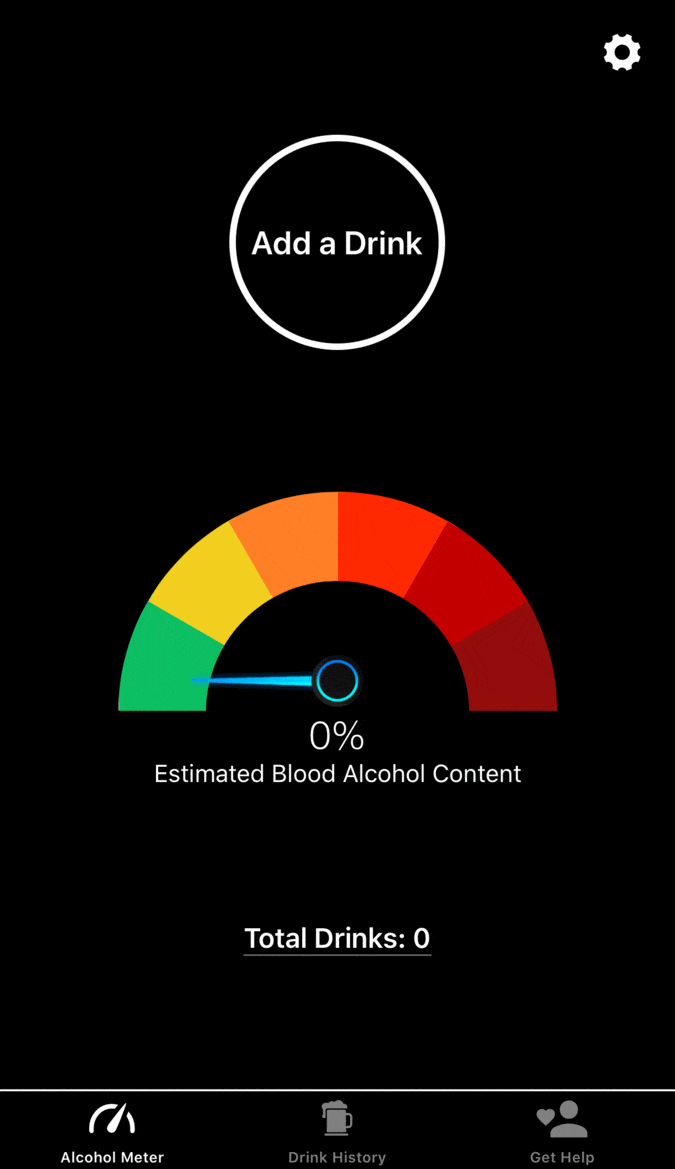 Add a Drink
0%
Estimated Blood Alcohol Content
Total Drinks: 0
Alcohol Meter
Drink History
Get Help